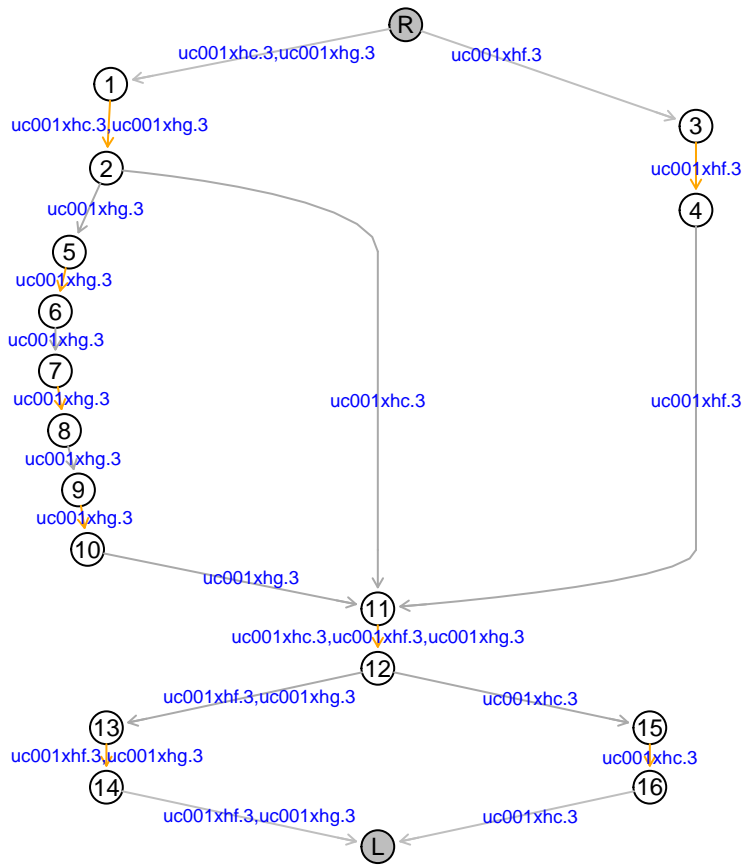 R
uc001xhc.3,uc001xhg.3
uc001xhf.3
1
uc001xhc.3,uc001xhg.3
3
2
uc001xhf.3
uc001xhg.3
4
5
uc001xhg.3
6
uc001xhg.3
7
uc001xhg.3
uc001xhc.3
uc001xhf.3
8
uc001xhg.3
9
uc001xhg.3
10
uc001xhg.3
11
uc001xhc.3,uc001xhf.3,uc001xhg.3
12
uc001xhf.3,uc001xhg.3
uc001xhc.3
13
15
uc001xhf.3,uc001xhg.3
uc001xhc.3
14
16
uc001xhf.3,uc001xhg.3
uc001xhc.3
L